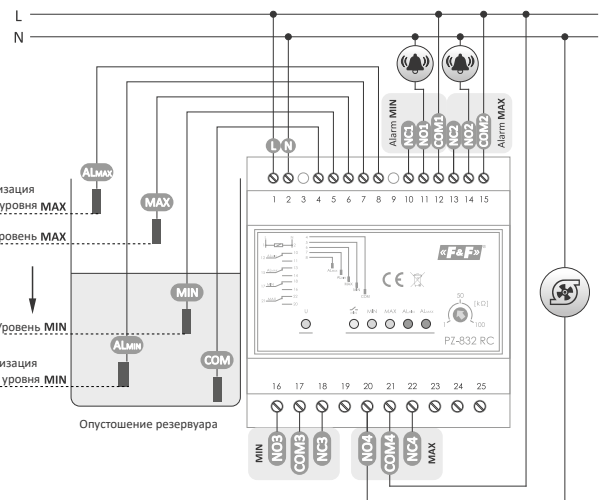 L
N
Alarm MIN
NC1
NO1
COM1
NC2
NO2
COM2
Alarm MAX
L N
ALMAX
MAX
MIN
ALMIN
COM
изация
уровня MAX
ровень MAX
Уровень MIN
изация
уровня MIN
Опустошение резервуара
1 2 3 4 5 6 7 8 9 10 11 12 13 14 15
«F&F»
CE
[kΩ]
50
1
100
U
MIN MAX ALMIN ALMAX
PZ-832 RC
16 17 18 19 20 21 22 23 24 25
MIN
NO3
COM3
NC3
NO4
COM4
NC4
MAX